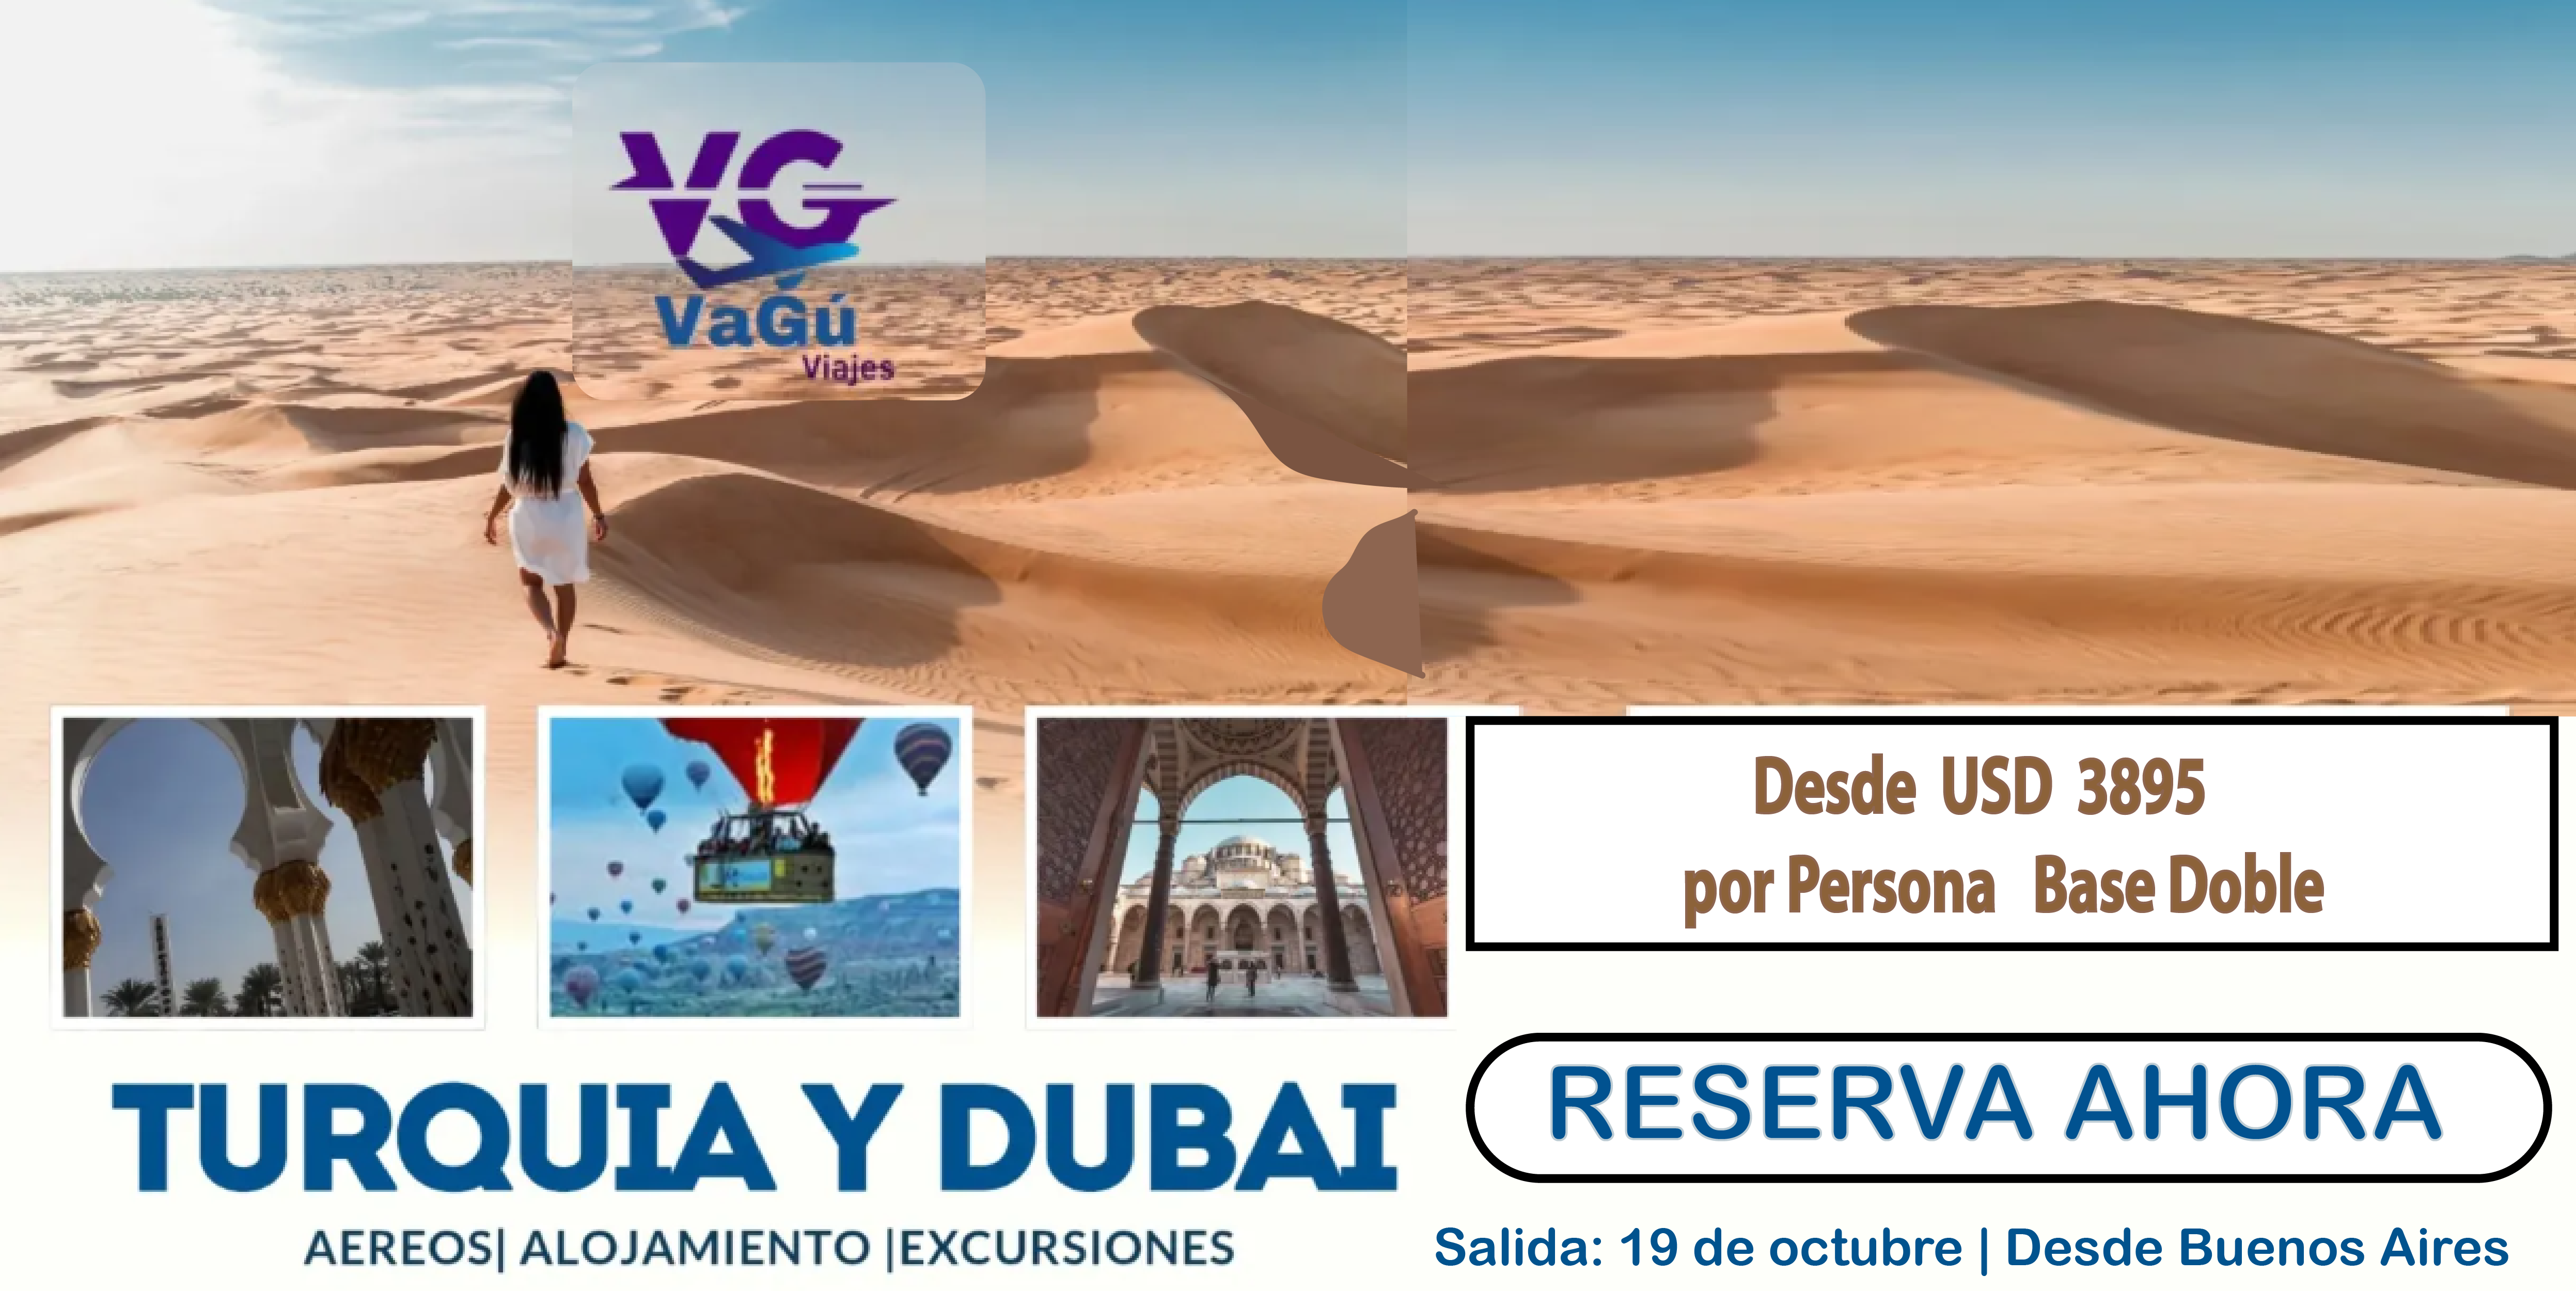 VG
VaGú
Viajes
Desde USD 3895
por Persona Base Doble
TURQUIA Y DUBAI
RESERVA AHORA
AEREOS| ALOJAMIENTO |EXCURSIONES
Salida: 19 de octubre | Desde Buenos Aires